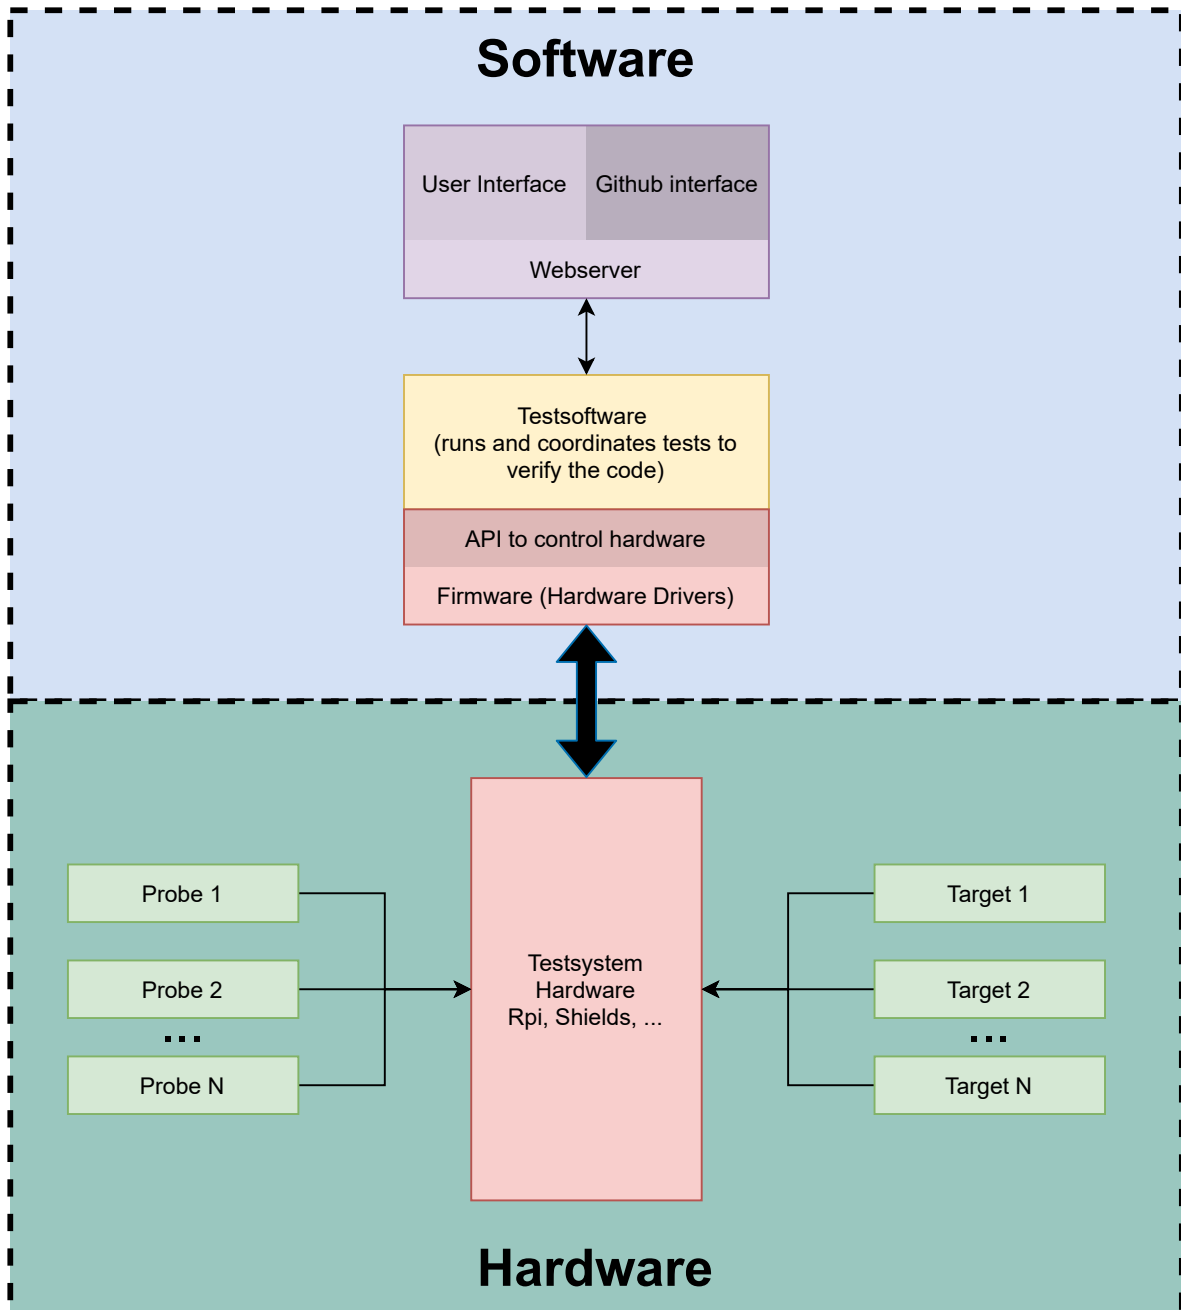 Software
User Interface
Github interface
Webserver
Testsoftware
(runs and coordinates tests to
verify the code)
API to control hardware
Firmware (Hardware Drivers)
Probe 1
Probe 2
...
Probe N
Testsystem
Hardware
Rpi, Shields, ...
Target 1
Target 2
...
Target N
Hardware